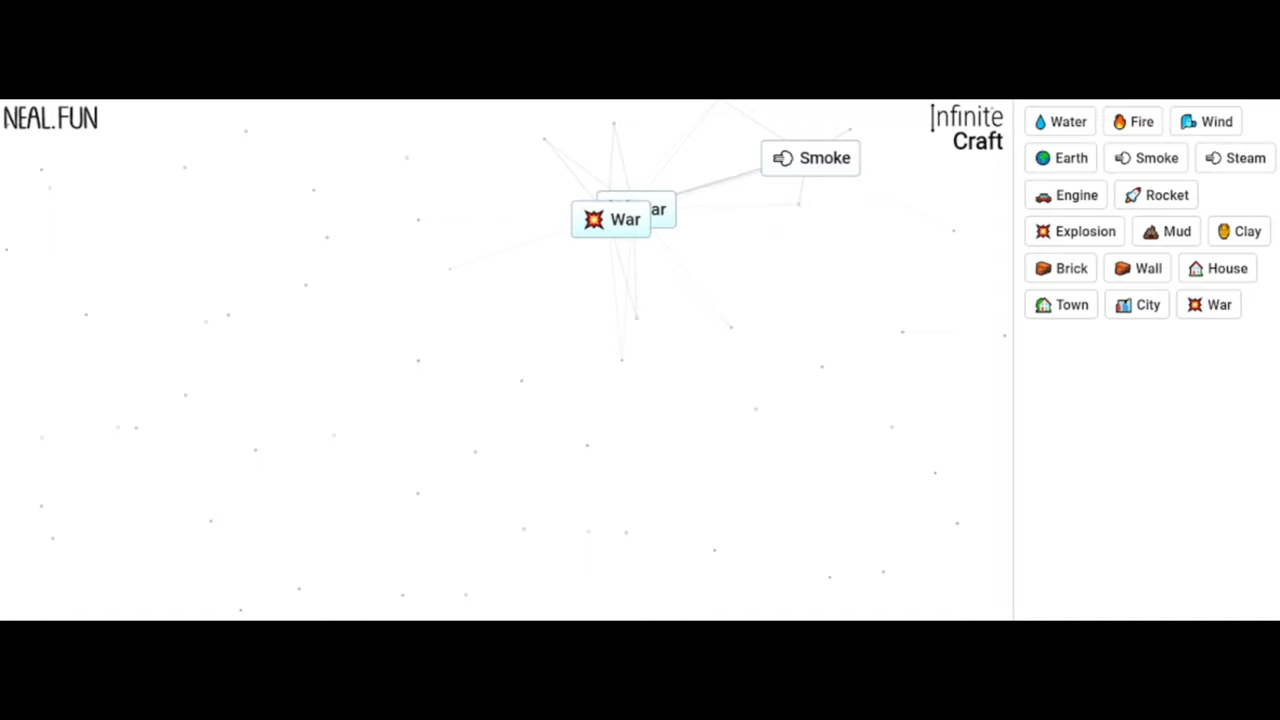 NEAL.FUN
Infinite
Craft
Smoke
War
ar
Water Fire Wind
Earth Smoke Steam
Engine Rocket
Explosion Mud Clay
Brick Wall House
Town City War